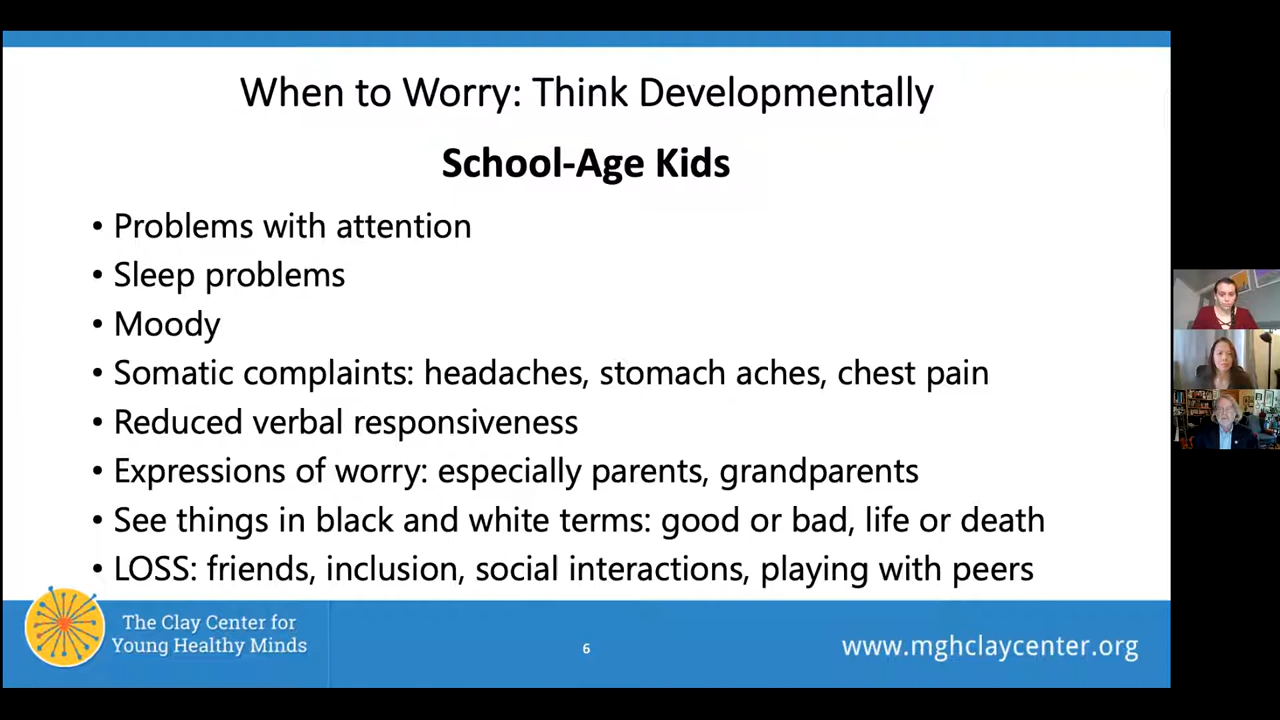 When to Worry: Think Developmentally
School-Age Kids
• Problems with attention
• Sleep problems
• Moody
• Somatic complaints: headaches, stomach aches, chest pain
• Reduced verbal responsiveness
• Expressions of worry: especially parents, grandparents
• See things in black and white terms: good or bad, life or death
• LOSS: friends, inclusion, social interactions, playing with peers
The Clay Center for
Young Healthy Minds
6
www.mghclaycenter.org